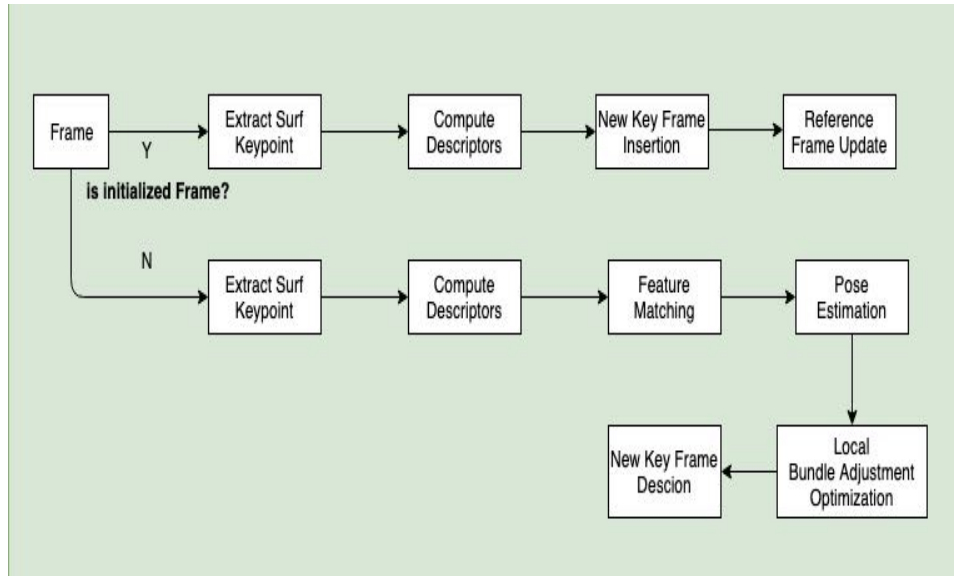 Frame
Y
is initialized Frame?
N
Extract Surf
Keypoint
Compute
Descriptors
New Key Frame
Insertion
Reference
Frame Update
Extract Surf
Keypoint
Compute
Descriptors
Feature
Matching
Pose
Estimation
Local
Bundle Adjustment
Optimization
New Key Frame
Descion